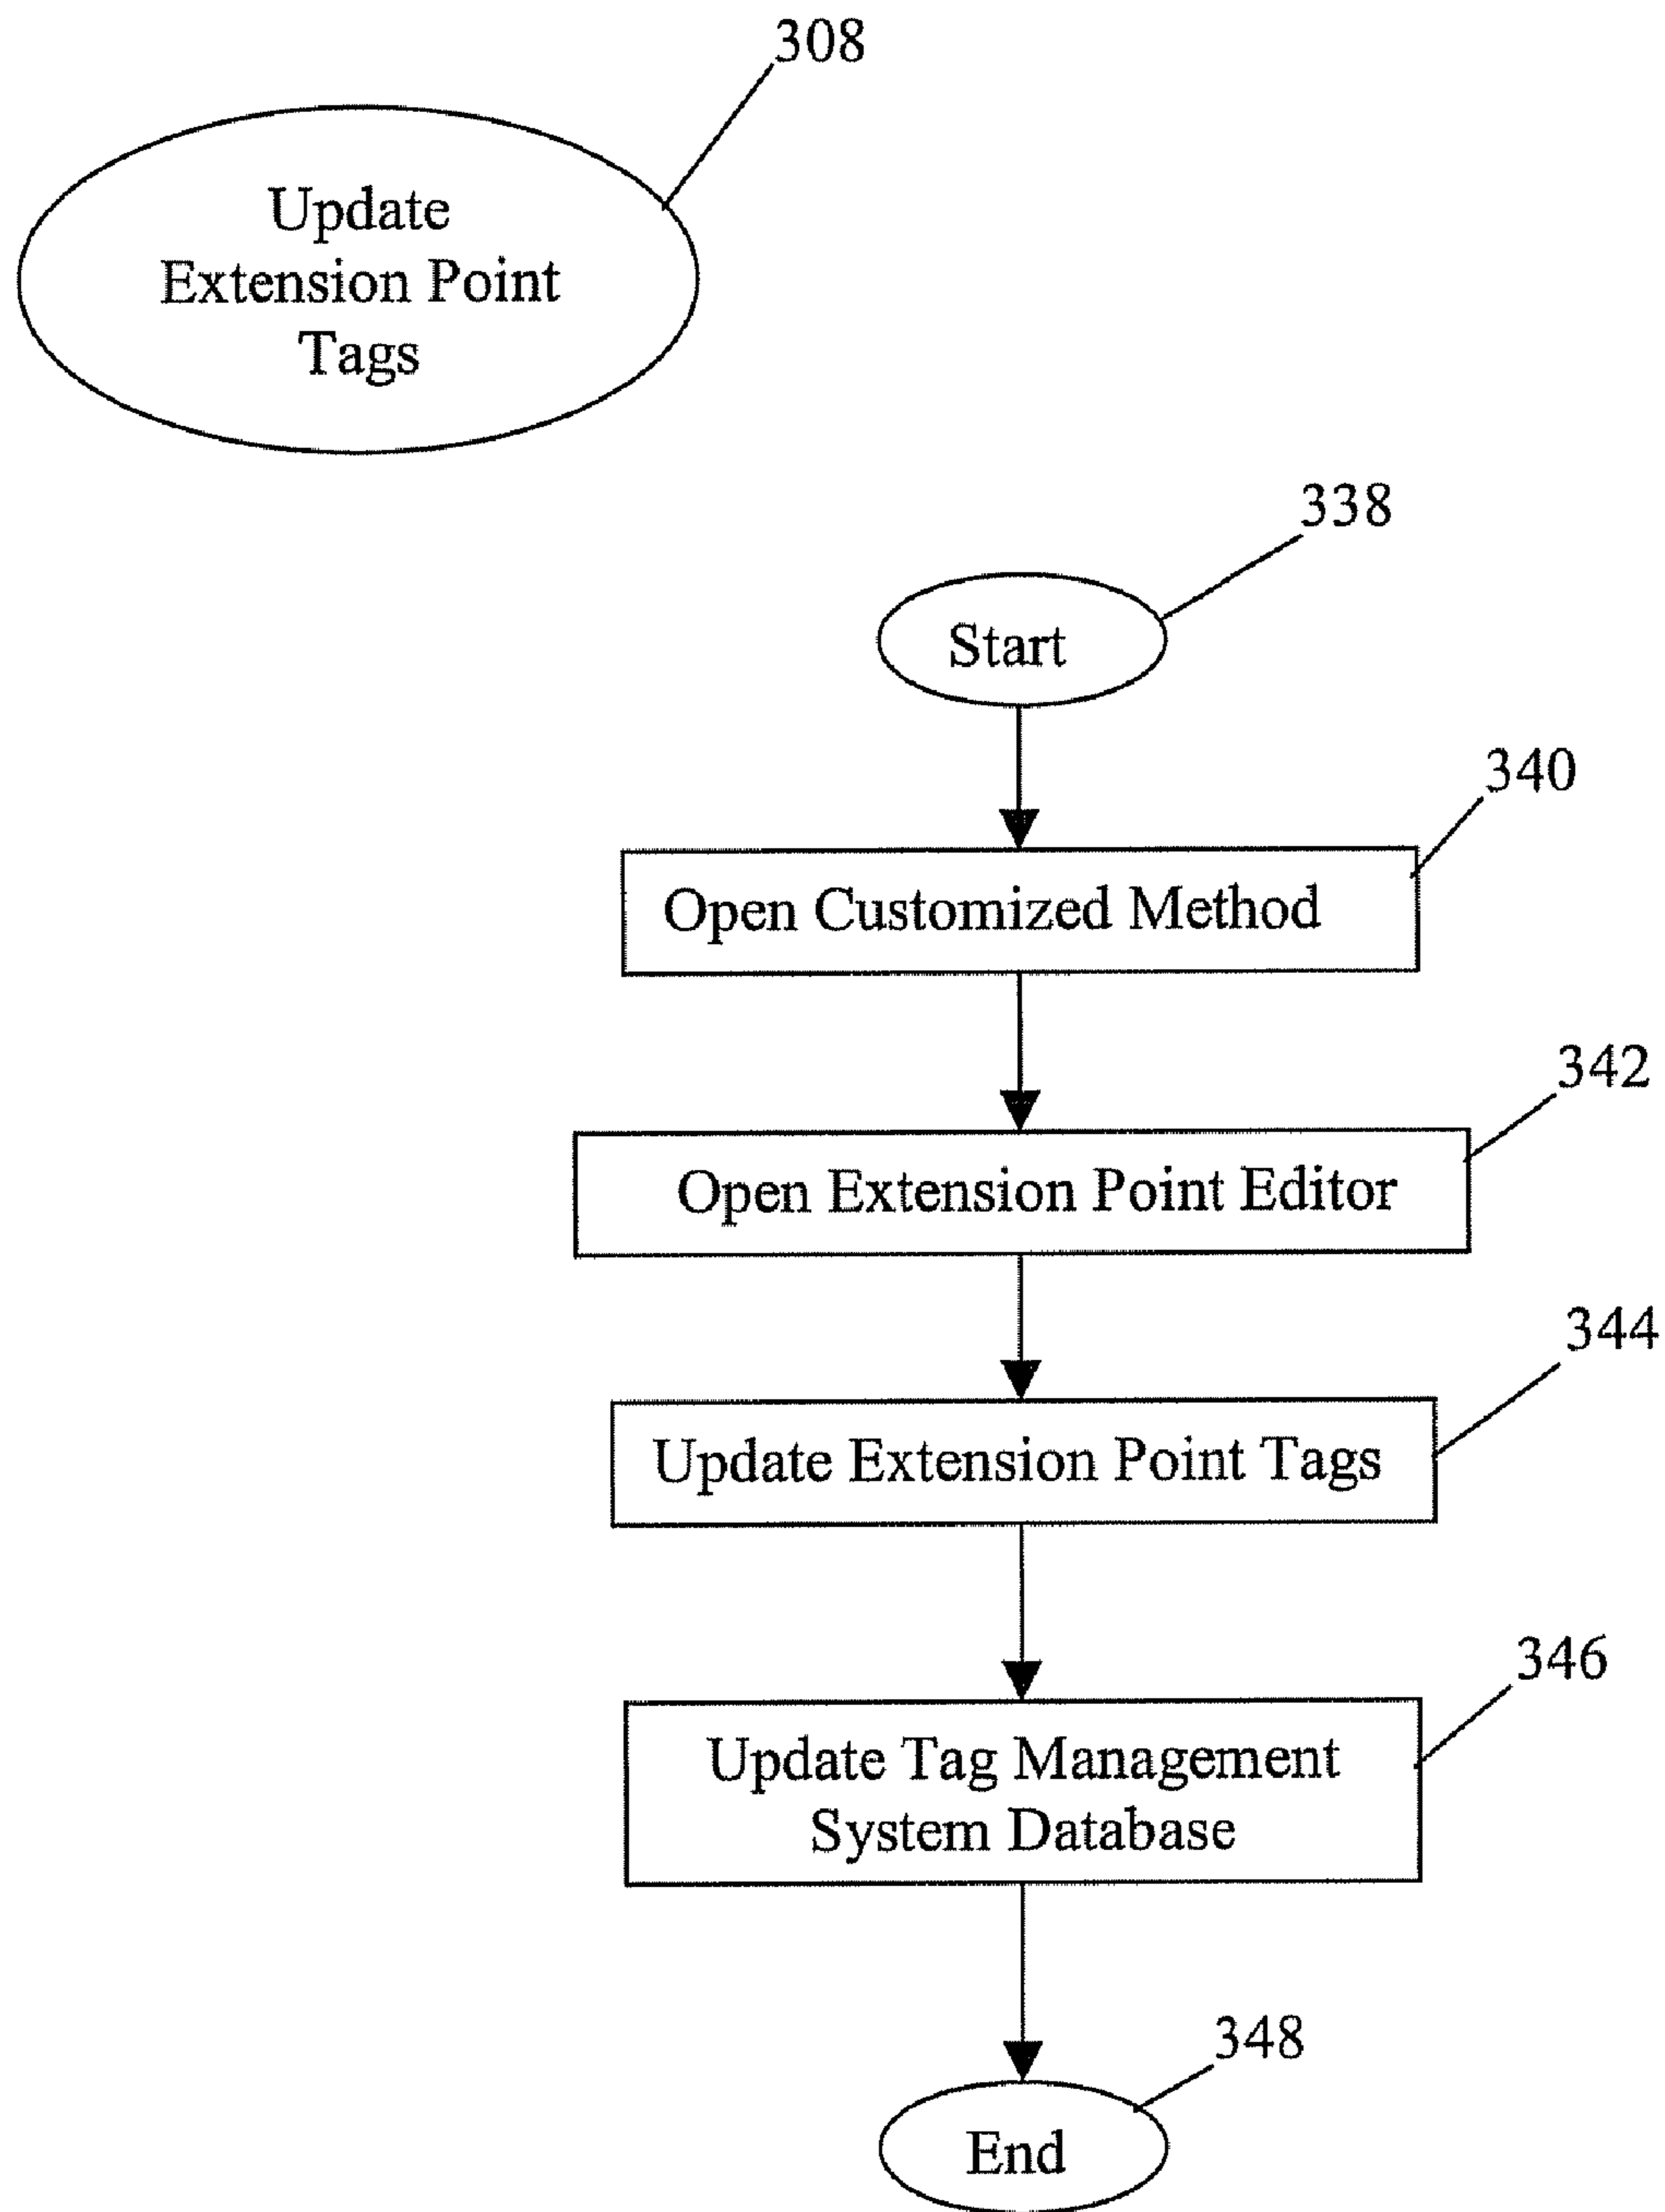 308
Update
Extension Point
Tags
338
Start
340
Open Customized Method
342
Open Extension Point Editor
344
Update Extension Point Tags
346
Update Tag Management
System Database
348
End